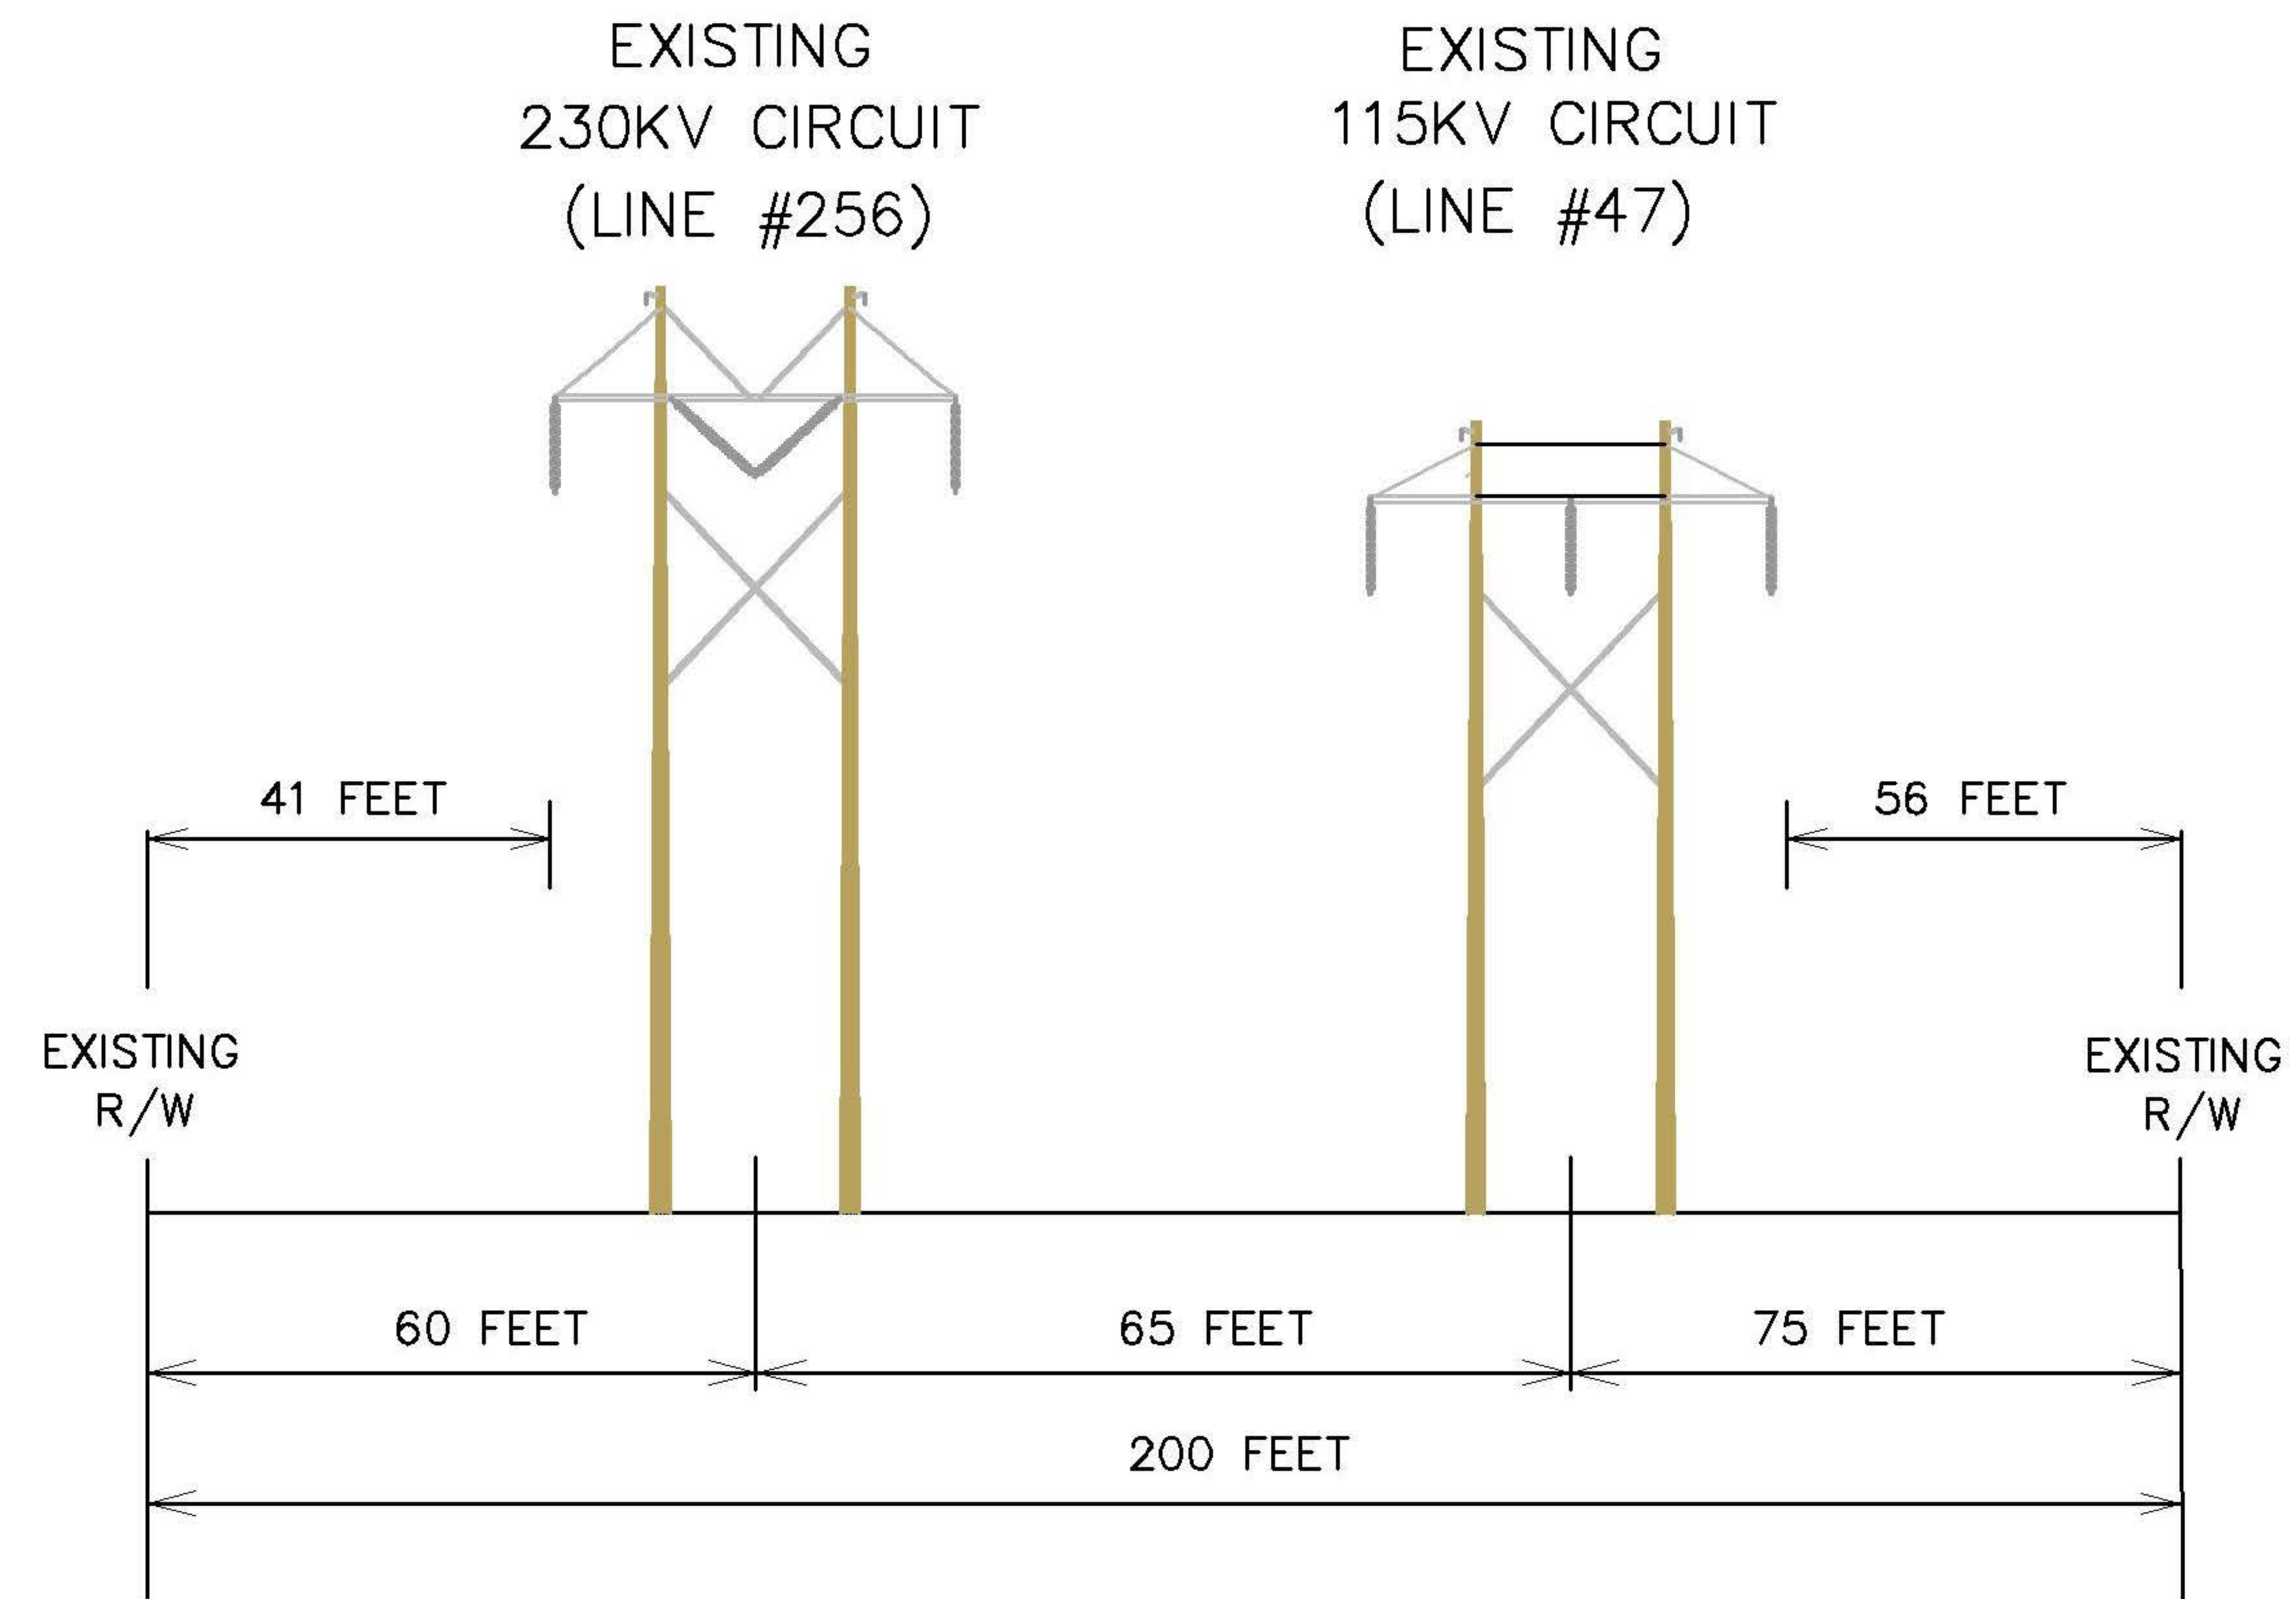 EXISTING
230KV CIRCUIT
(LINE #256)
EXISTING
115KV CIRCUIT
(LINE #47)
41 FEET
56 FEET
EXISTING
R/W
EXISTING
R/W
60 FEET
65 FEET
75 FEET
200 FEET